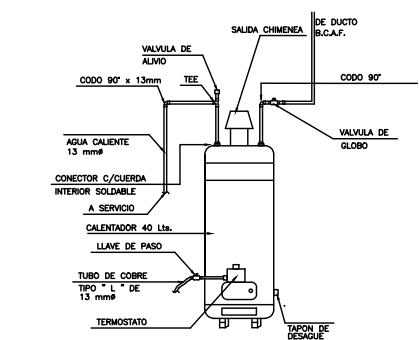 DE DUCTO
B.C.A.F.
SALIDA CHIMENEA
VALVULA DE
ALIVIO
CODO 90° x 13mm
TEE
CODO 90°
VALVULA DE
GLOBO
AGUA CALIENTE
13 mmø
CONECTOR C/CUERDA
INTERIOR SOLDABLE
A SERVICIO
CALENTADOR 40 Lts.
LLAVE DE PASO
TUBO DE COBRE
TIPO " L " DE
13 mmø
TERMOSTATO
TAPON DE
DESAGUE